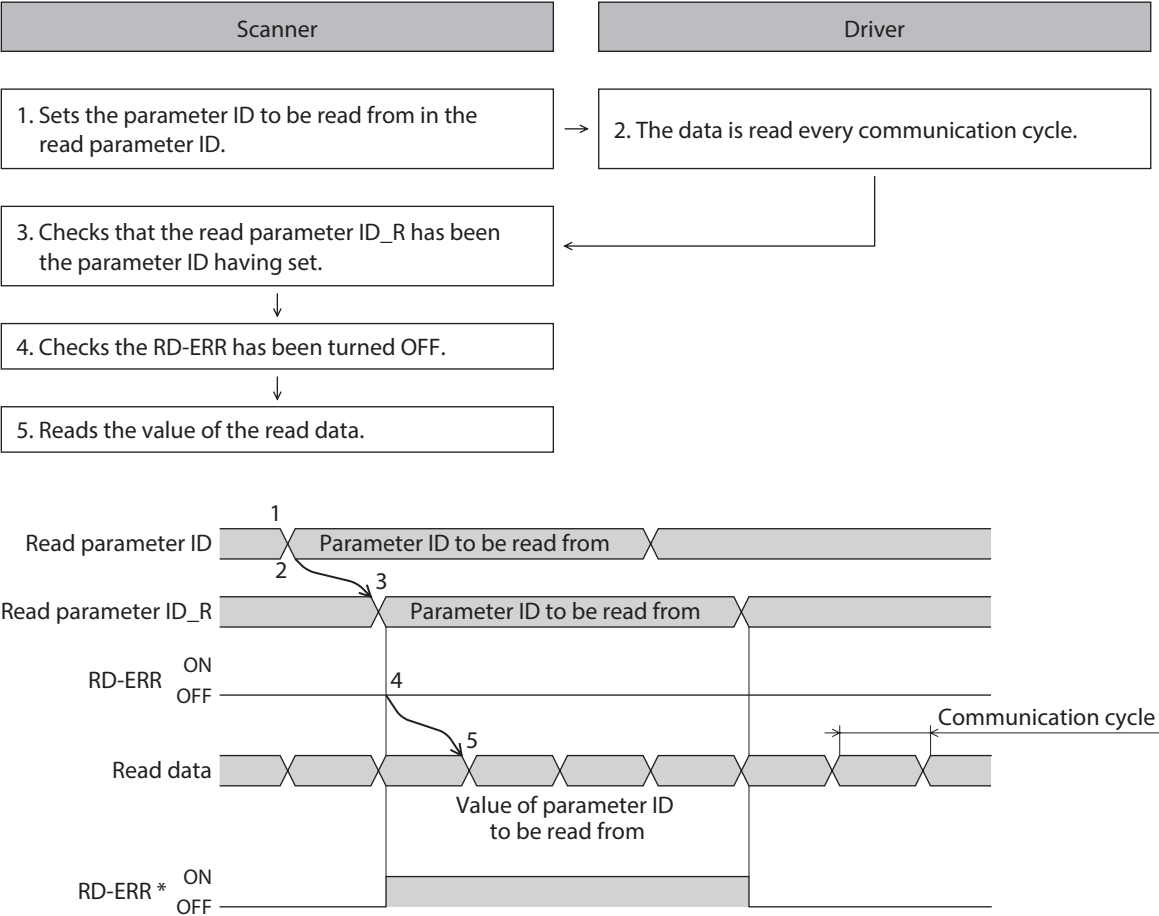 Scanner
Driver
1. Sets the parameter ID to be read from in the
read parameter ID.
2. The data is read every communication cycle.
3. Checks that the read parameter ID_R has been
the parameter ID having set.
4. Checks the RD-ERR has been turned OFF.
5. Reads the value of the read data.
1
Read parameter ID
Parameter ID to be read from
2
3
Read parameter ID_R
Parameter ID to be read from
ON
RD-ERR
OFF
4
Communication cycle
5
Read data
Value of parameter ID
to be read from
ON
RD-ERR *
OFF